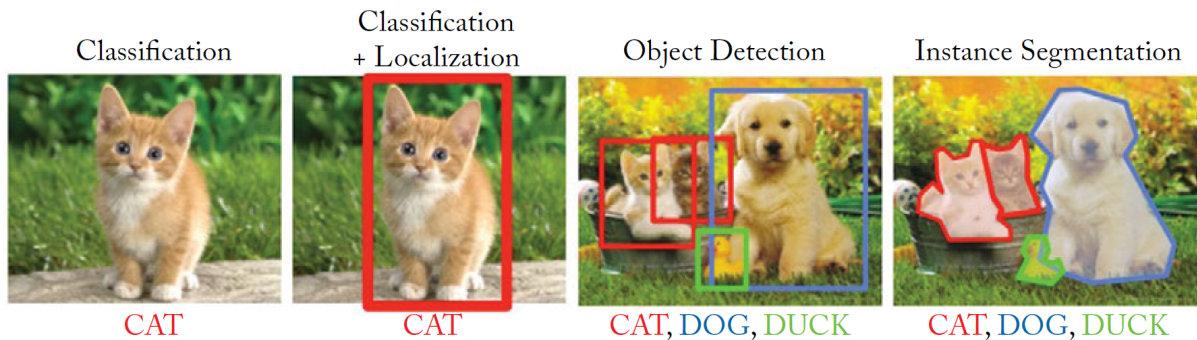 Classification
Classification
+ Localization
Object Detection
Instance Segmentation
CAT
CAT
CAT, DOG, DUCK
CAT, DOG, DUCK